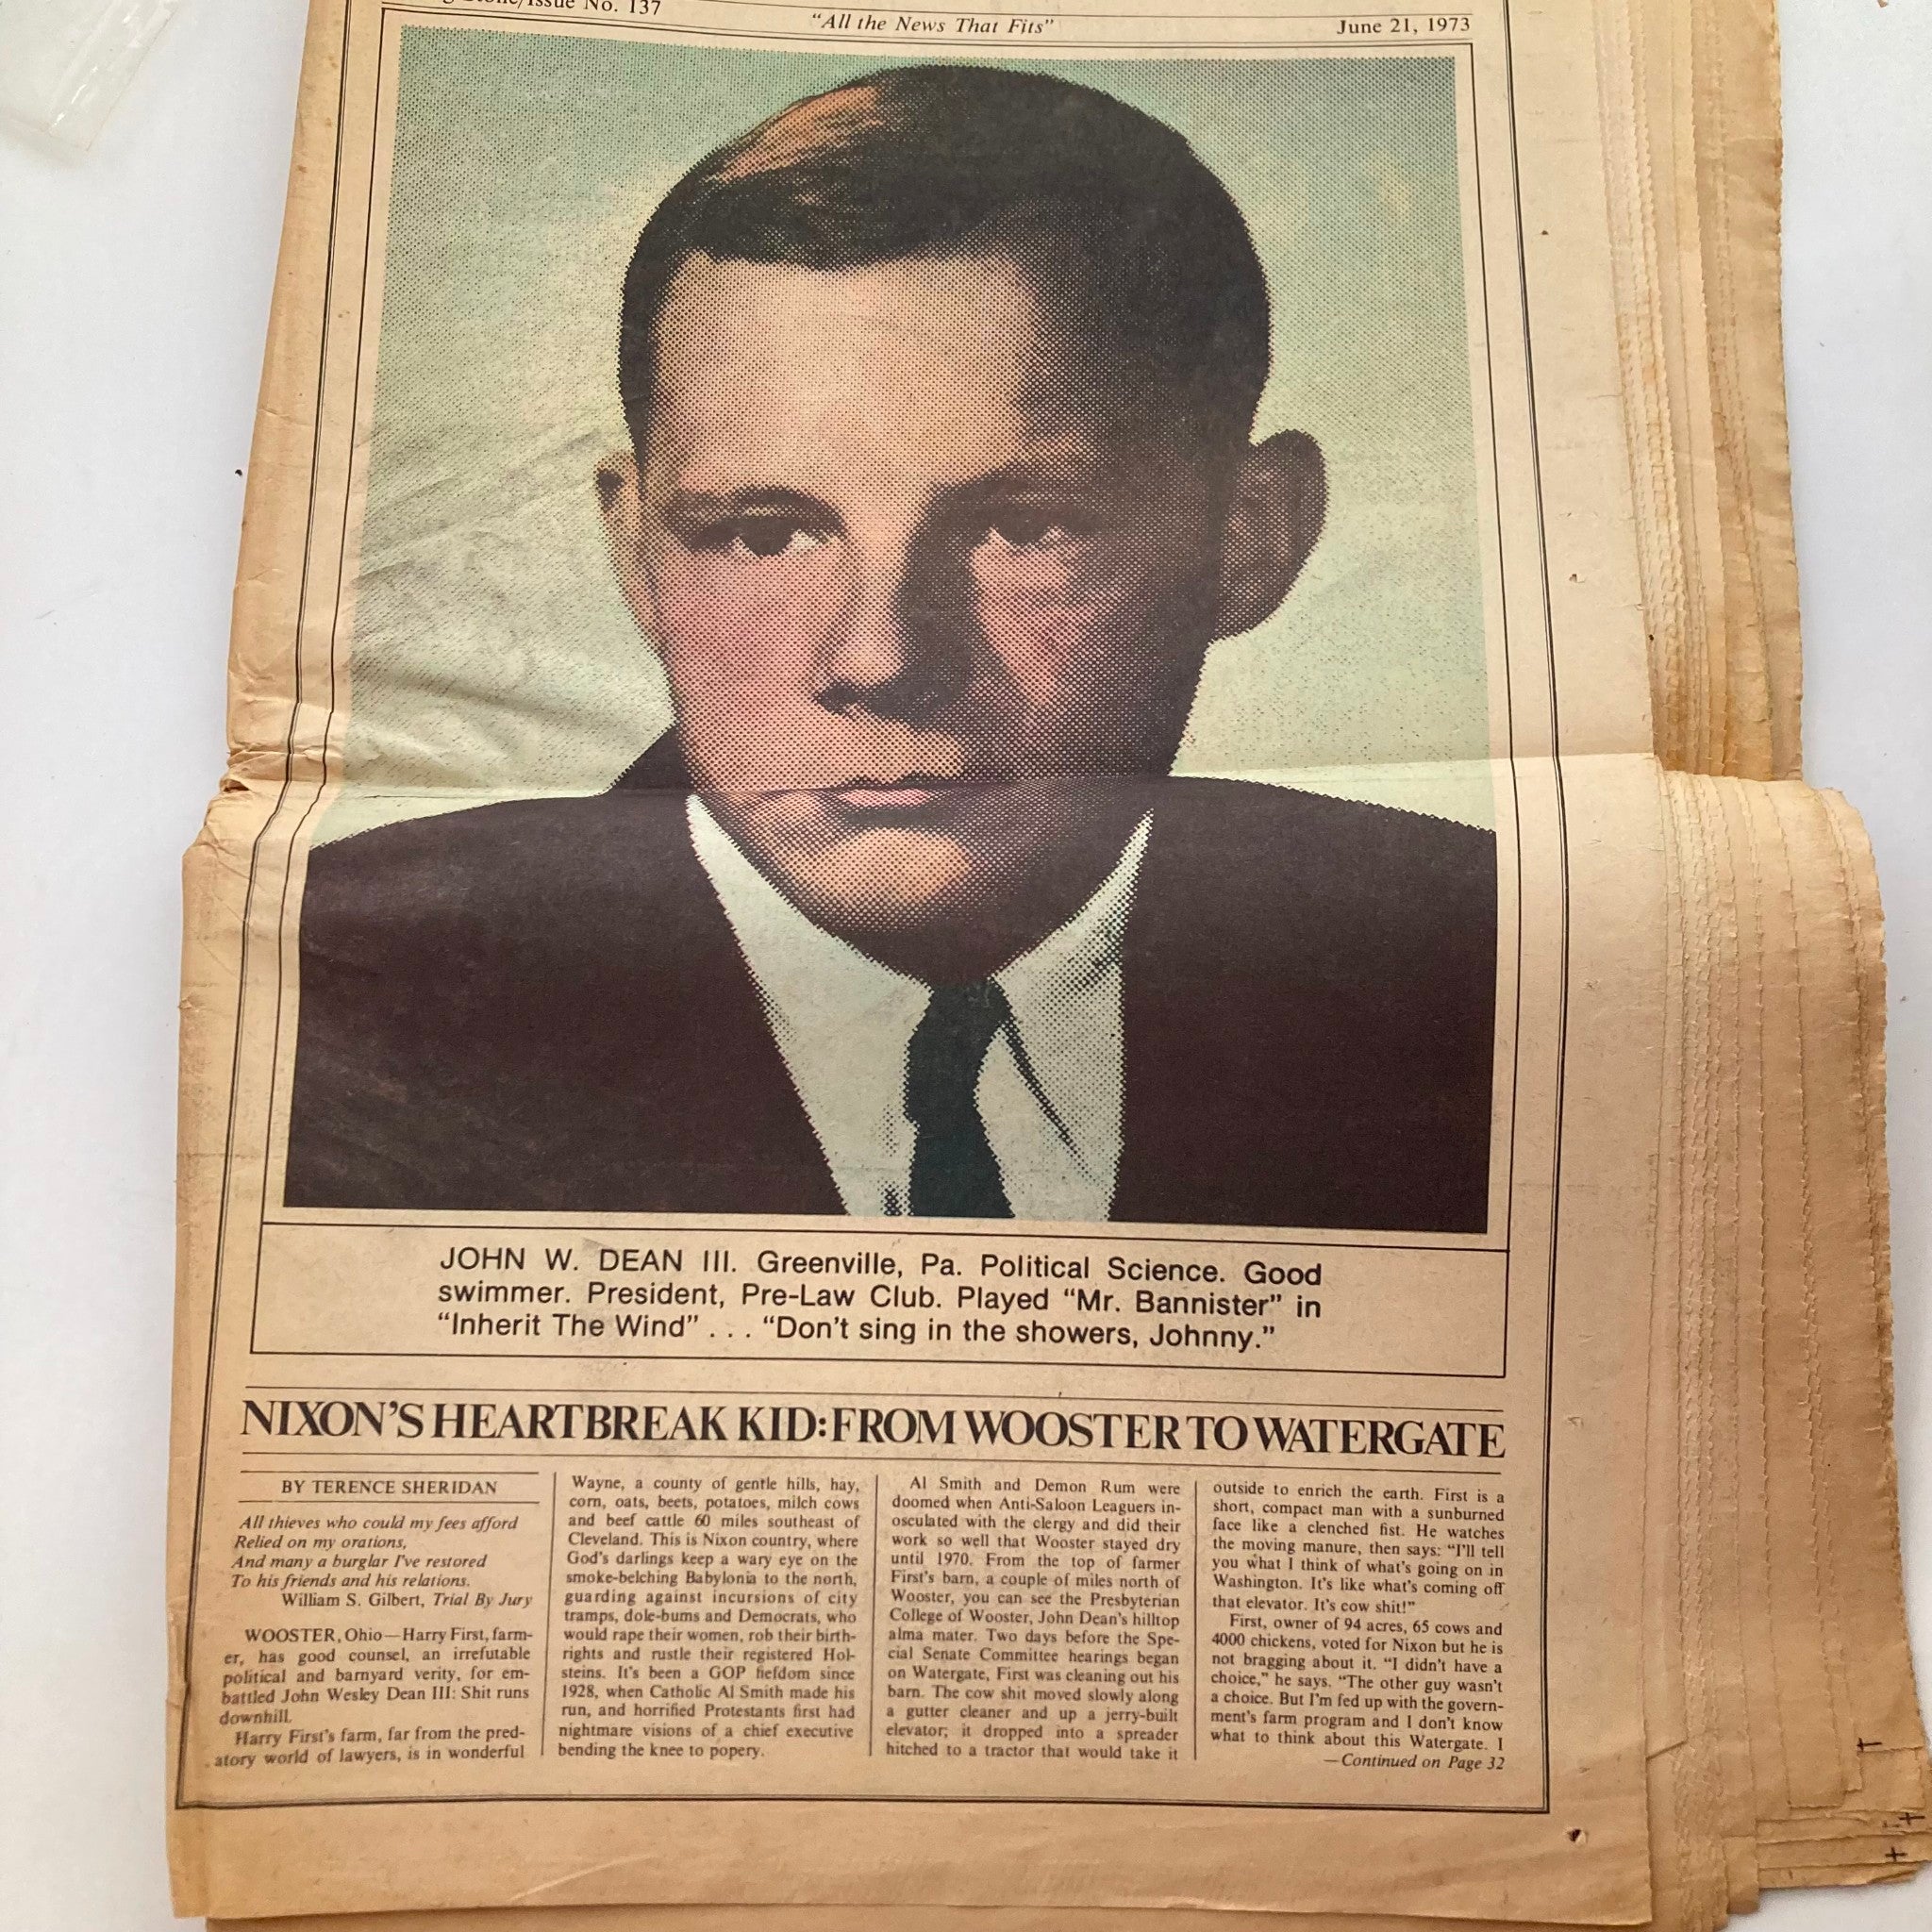 Stone/Issue No. 137
"All the News That Fits"
June 21, 1973
JOHN W. DEAN III. Greenville, Pa. Political Science. Good
swimmer. President, Pre-Law Club. Played "Mr. Bannister" in
"Inherit The Wind" . . . "Don't sing in the showers, Johnny."
NIXON'S HEARTBREAK KID: FROM WOOSTER TO WATERGATE
BY TERENCE SHERIDAN
All thieves who could my fees afford
Relied on my orations,
And many a burglar I've restored
To his friends and his relations.
William S. Gilbert, Trial By Jury
WOOSTER, Ohio—Harry First, farm-
er, has good counsel, an irrefutable
political and barnyard verity, for em-
battled John Wesley Dean III: Shit runs
downhill.
Harry First's farm, far from the pred-
atory world of lawyers, is in wonderful
Wayne, a county of gentle hills, hay,
corn, oats, beets, potatoes, milch cows
and beef cattle 60 miles southeast of
Cleveland. This is Nixon country, where
God's darlings keep a wary eye on the
smoke-belching Babylonia to the north,
guarding against incursions of city
tramps, dole-bums and Democrats, who
would rape their women, rob their birth-
rights and rustle their registered Hol-
steins. It's been a GOP fiefdom since
1928, when Catholic Al Smith made his
run, and horrified Protestants first had
nightmare visions of a chief executive
bending the knee to popery.
Al Smith and Demon Rum were
doomed when Anti-Saloon Leaguers in-
osculated with the clergy and did their
work so well that Wooster stayed dry
until 1970. From the top of farmer
First's barn, a couple of miles north of
Wooster, you can see the Presbyterian
College of Wooster, John Dean's hilltop
alma mater. Two days before the Spe-
cial Senate Committee hearings began
on Watergate, First was cleaning out his
barn. The cow shit moved slowly along
a gutter cleaner and up a jerry-built
elevator; it dropped into a spreader
hitched to a tractor that would take it
outside to enrich the earth. First is a
short, compact man with a sunburned
face like a clenched fist. He watches
the moving manure, then says: "I'll tell
you what I think of what's going on in
Washington. It's like what's coming off
that elevator. It's cow shit!"
First, owner of 94 acres, 65 cows and
4000 chickens, voted for Nixon but he is
not bragging about it. "I didn't have a
choice," he says. "The other guy wasn't
a choice. But I'm fed up with the govern-
ment's farm program and I don't know
what to think about this Watergate. I
—Continued on Page 32